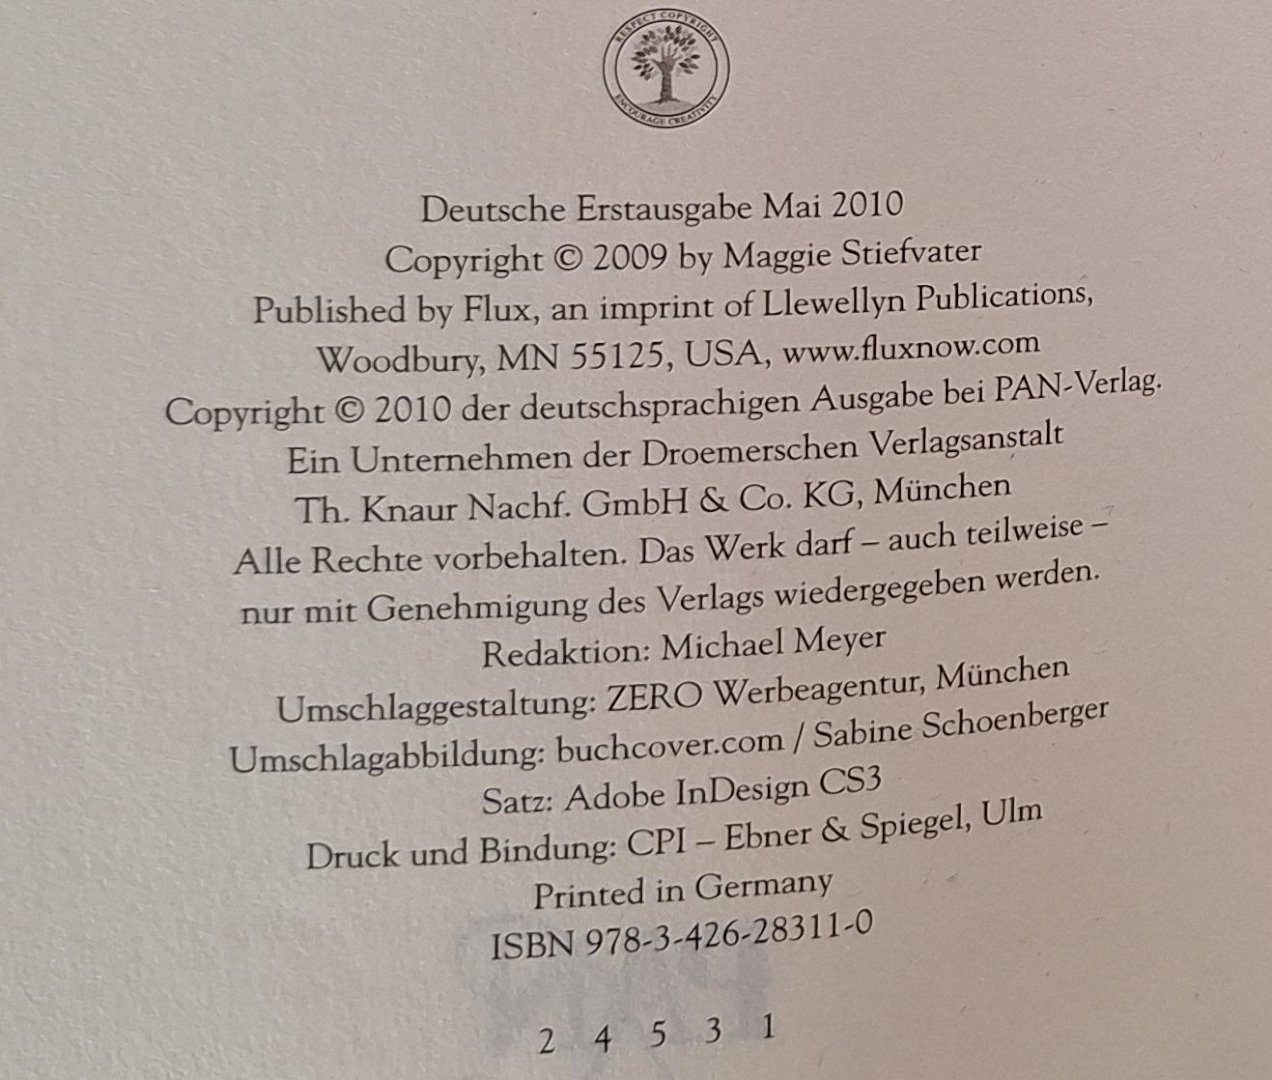 RESPECT COPYRIGHT
ENCOURAGE CREATIVITY
Deutsche Erstausgabe Mai 2010
Copyright © 2009 by Maggie Stiefvater
Published by Flux, an imprint of Llewellyn Publications,
Woodbury, MN 55125, USA, www.fluxnow.com
Copyright © 2010 der deutschsprachigen Ausgabe bei PAN-Verlag.
Ein Unternehmen der Droemerschen Verlagsanstalt
Th. Knaur Nachf. GmbH & Co. KG, München
Alle Rechte vorbehalten. Das Werk darf – auch teilweise –
nur mit Genehmigung des Verlags wiedergegeben werden.
Redaktion: Michael Meyer
Umschlaggestaltung: ZERO Werbeagentur, München
Umschlagabbildung: buchcover.com / Sabine Schoenberger
Satz: Adobe InDesign CS3
Druck und Bindung: CPI – Ebner & Spiegel, Ulm
Printed in Germany
ISBN 978-3-426-28311-0
2 4 5 3 1